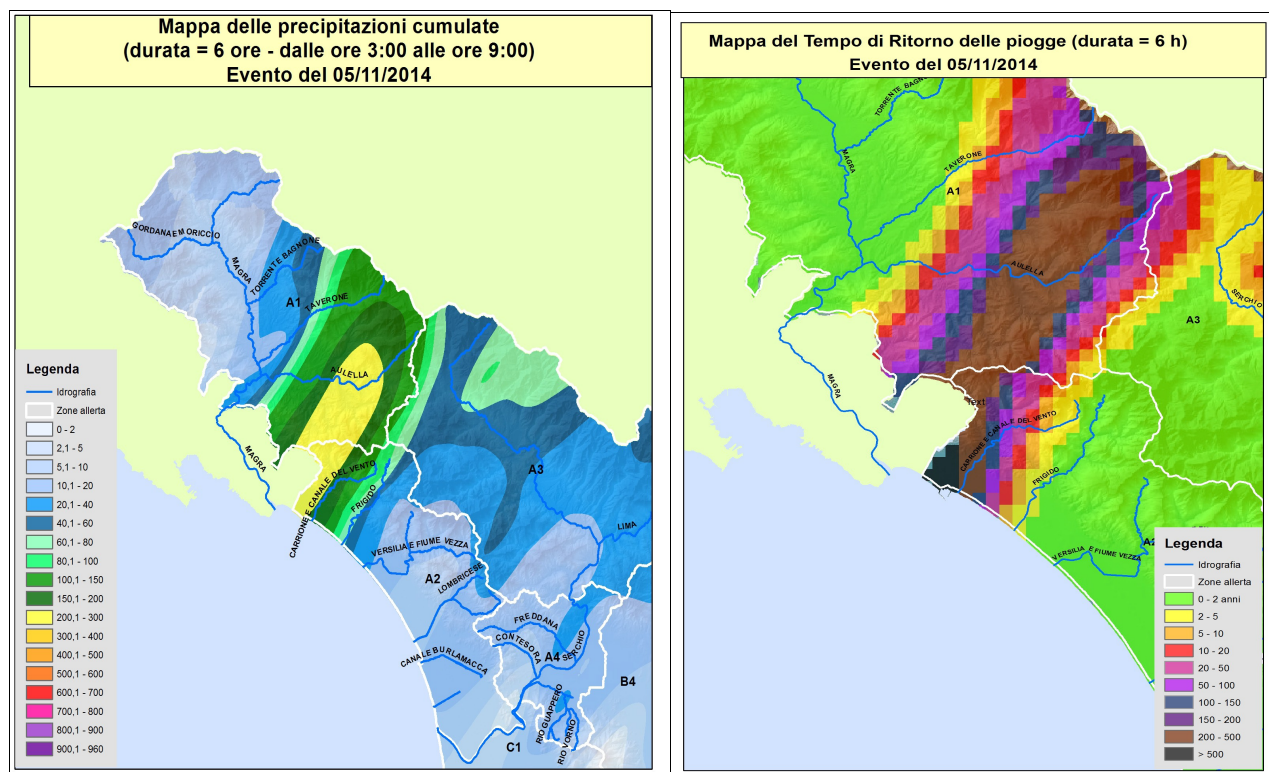 Mappa delle precipitazioni cumulate
(durata = 6 ore - dalle ore 3:00 alle ore 9:00)
Evento del 05/11/2014
GORDANA E MORICCIO
MAGRA
TORRENTE BAGNONE
A1
TAVERONE
AULELLA
MAGRA
CARRIONE E CANALE DEL VENTO
FRIGIDO
A3
LIMA
VERSILIA E FIUME VEZZA
A2
LOMBRICESE
FREDDANA
CONTESORA
A4
SERCHIO
CANALE BURLAMACCA
B4
RIO GUAPPERO
RIO VORNO
C1
Legenda
Idrografia
Zone allerta
0 - 2
2,1 - 5
5,1 - 10
10,1 - 20
20,1 - 40
40,1 - 60
60,1 - 80
80,1 - 100
100,1 - 150
150,1 - 200
200,1 - 300
300,1 - 400
400,1 - 500
500,1 - 600
600,1 - 700
700,1 - 800
800,1 - 900
900,1 - 960
Mappa del Tempo di Ritorno delle piogge (durata = 6 h)
Evento del 05/11/2014
TORRENTE BAGN
MAGRA
TAVERONE
A1
AULELLA
SERCHIO
A3
MAGRA
Text
CARRIONE E CANALE DEL VENTO
FRIGIDO
VERSILIA E FIUME VEZZA
Legenda
Idrografia
Zone allerta
0 - 2 anni
2 - 5
5 - 10
10 - 20
20 - 50
50 - 100
100 - 150
150 - 200
200 - 500
> 500